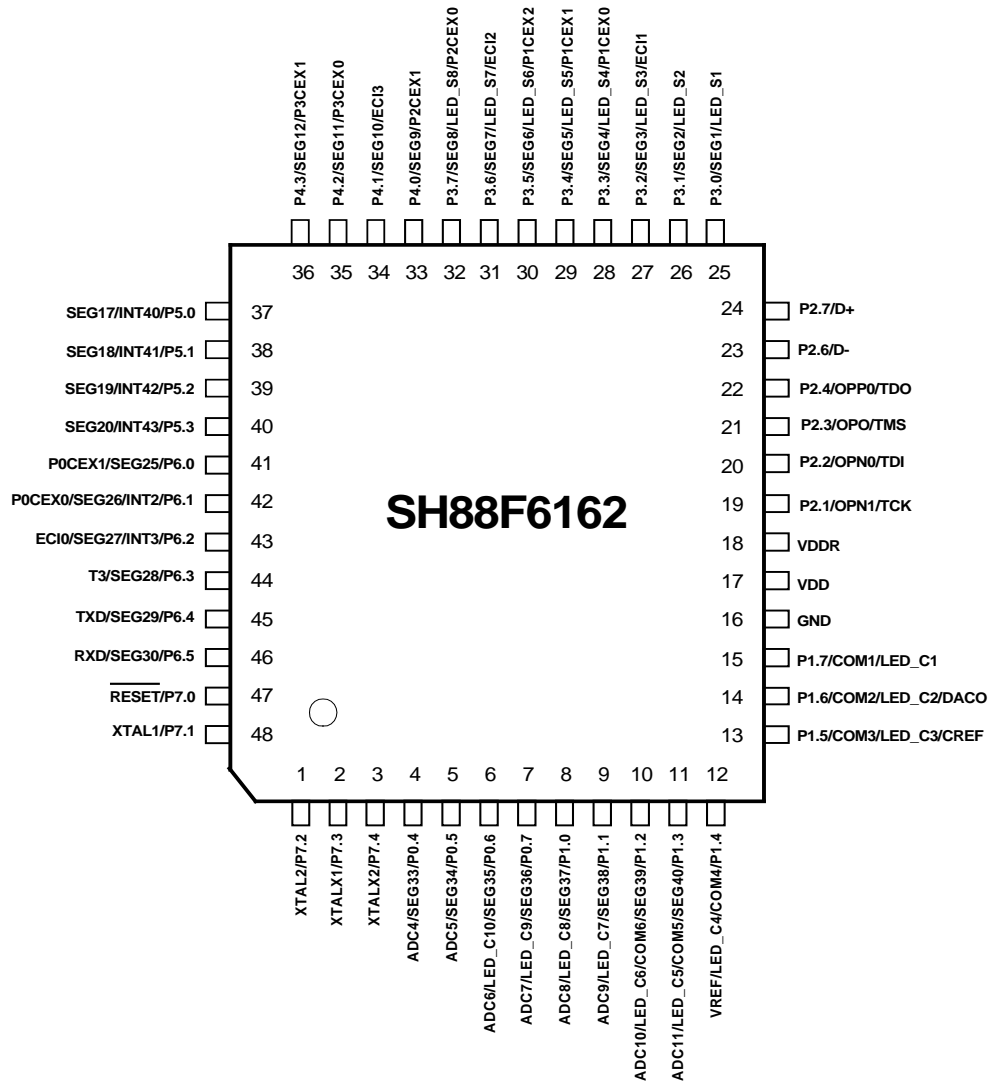 P4.3/SEG12/P3CEX1
P4.2/SEG11/P3CEX0
P4.1/SEG10/ECI3
P4.0/SEG9/P2CEX1
P3.7/SEG8/LED_S8/P2CEX0
P3.6/SEG7/LED_S7/ECI2
P3.5/SEG6/LED_S6/P1CEX2
P3.4/SEG5/LED_S5/P1CEX1
P3.3/SEG4/LED_S4/P1CEX0
P3.2/SEG3/LED_S3/ECI1
P3.1/SEG2/LED_S2
P3.0/SEG1/LED_S1
36 35 34 33 32 31 30 29 28 27 26 25
SEG17/INT40/P5.0 37
SEG18/INT41/P5.1 38
SEG19/INT42/P5.2 39
SEG20/INT43/P5.3 40
P0CEX1/SEG25/P6.0 41
P0CEX0/SEG26/INT2/P6.1 42
ECI0/SEG27/INT3/P6.2 43
T3/SEG28/P6.3 44
TXD/SEG29/P6.4 45
RXD/SEG30/P6.5 46
RESET/P7.0 47
XTAL1/P7.1 48
SH88F6162
24 P2.7/D+
23 P2.6/D-
22 P2.4/OPP0/TDO
21 P2.3/OPO/TMS
20 P2.2/OPN0/TDI
19 P2.1/OPN1/TCK
18 VDDR
17 VDD
16 GND
15 P1.7/COM1/LED_C1
14 P1.6/COM2/LED_C2/DACO
13 P1.5/COM3/LED_C3/CREF
1 2 3 4 5 6 7 8 9 10 11 12
XTAL2/P7.2
XTALX1/P7.3
XTALX2/P7.4
ADC4/SEG33/P0.4
ADC5/SEG34/P0.5
ADC6/LED_C10/SEG35/P0.6
ADC7/LED_C9/SEG36/P0.7
ADC8/LED_C8/SEG37/P1.0
ADC9/LED_C7/SEG38/P1.1
ADC10/LED_C6/COM6/SEG39/P1.2
ADC11/LED_C5/COM5/SEG40/P1.3
VREF/LED_C4/COM4/P1.4